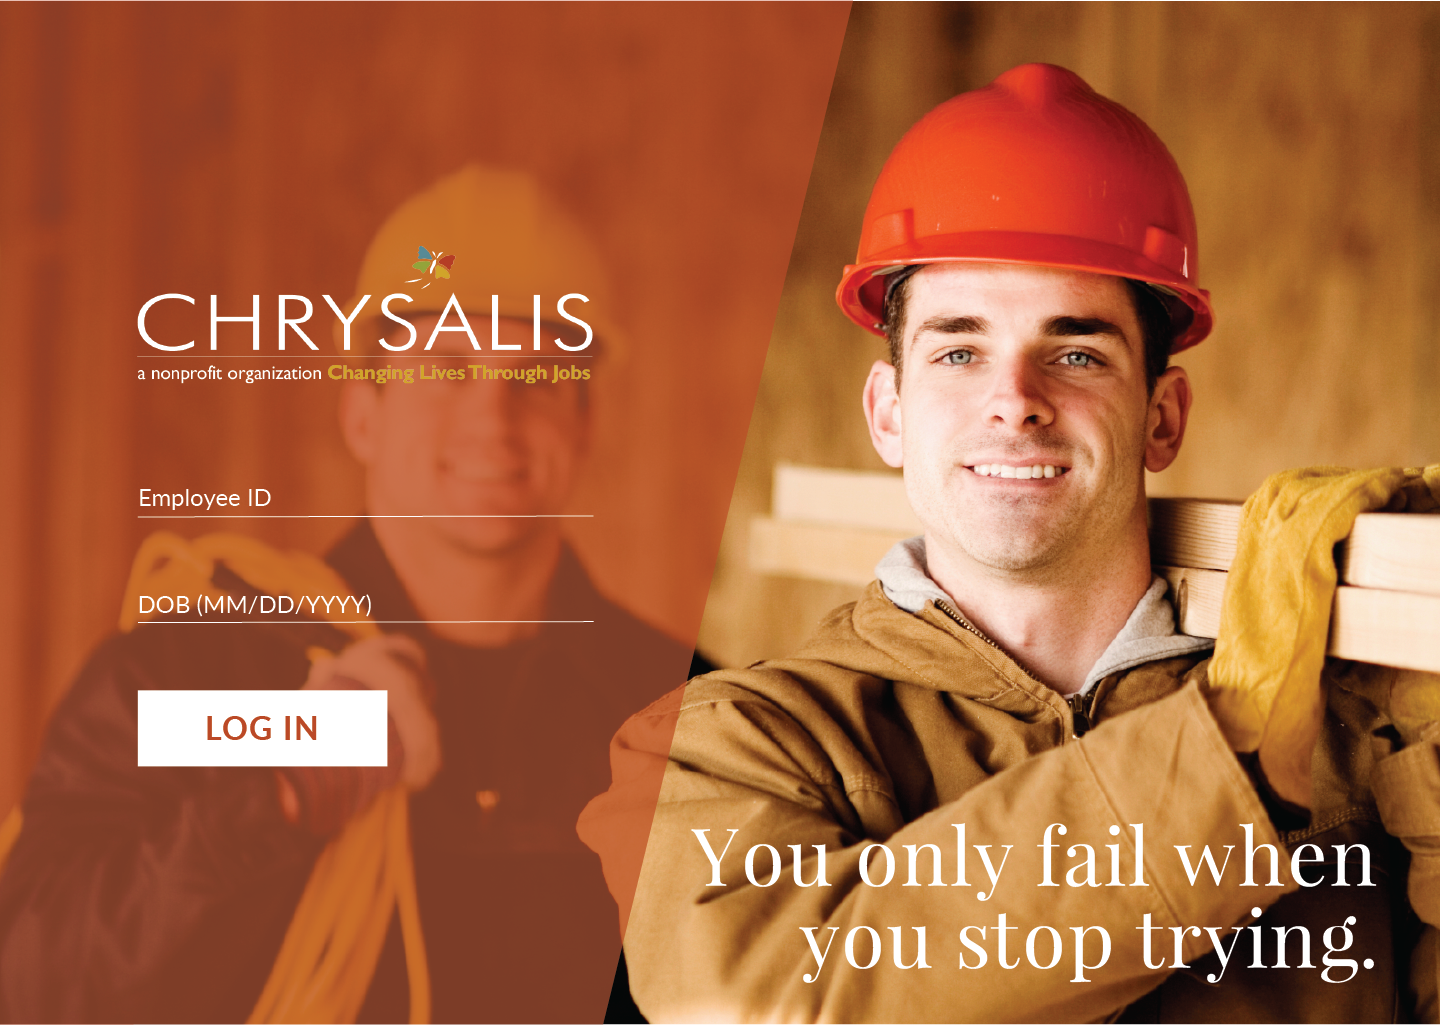 CHRYSALIS
a nonprofit organization Changing Lives Through Jobs
Employee ID
DOB (MM/DD/YYYY)
LOG IN
You only fail when
you stop trying.